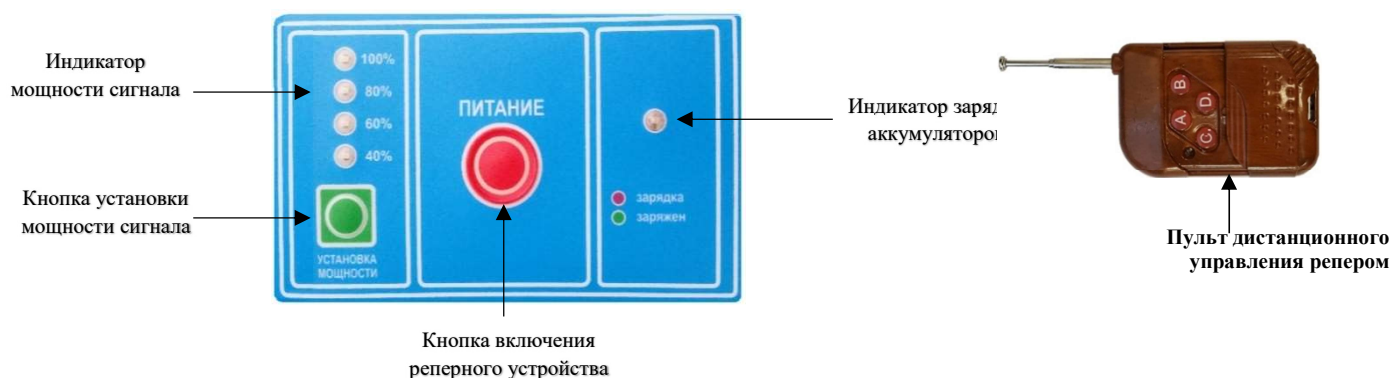 Индикатор
мощности сигнала
Кнопка установки
мощности сигнала
100%
80%
60%
40%
УСТАНОВКА
МОЩНОСТИ
ПИТАНИЕ
зарядка
заряжен
Кнопка включения
реперного устройства
Индикатор заряд
аккумуляторо
A.
B
C.
D.
Пульт дистанционного
управления репером